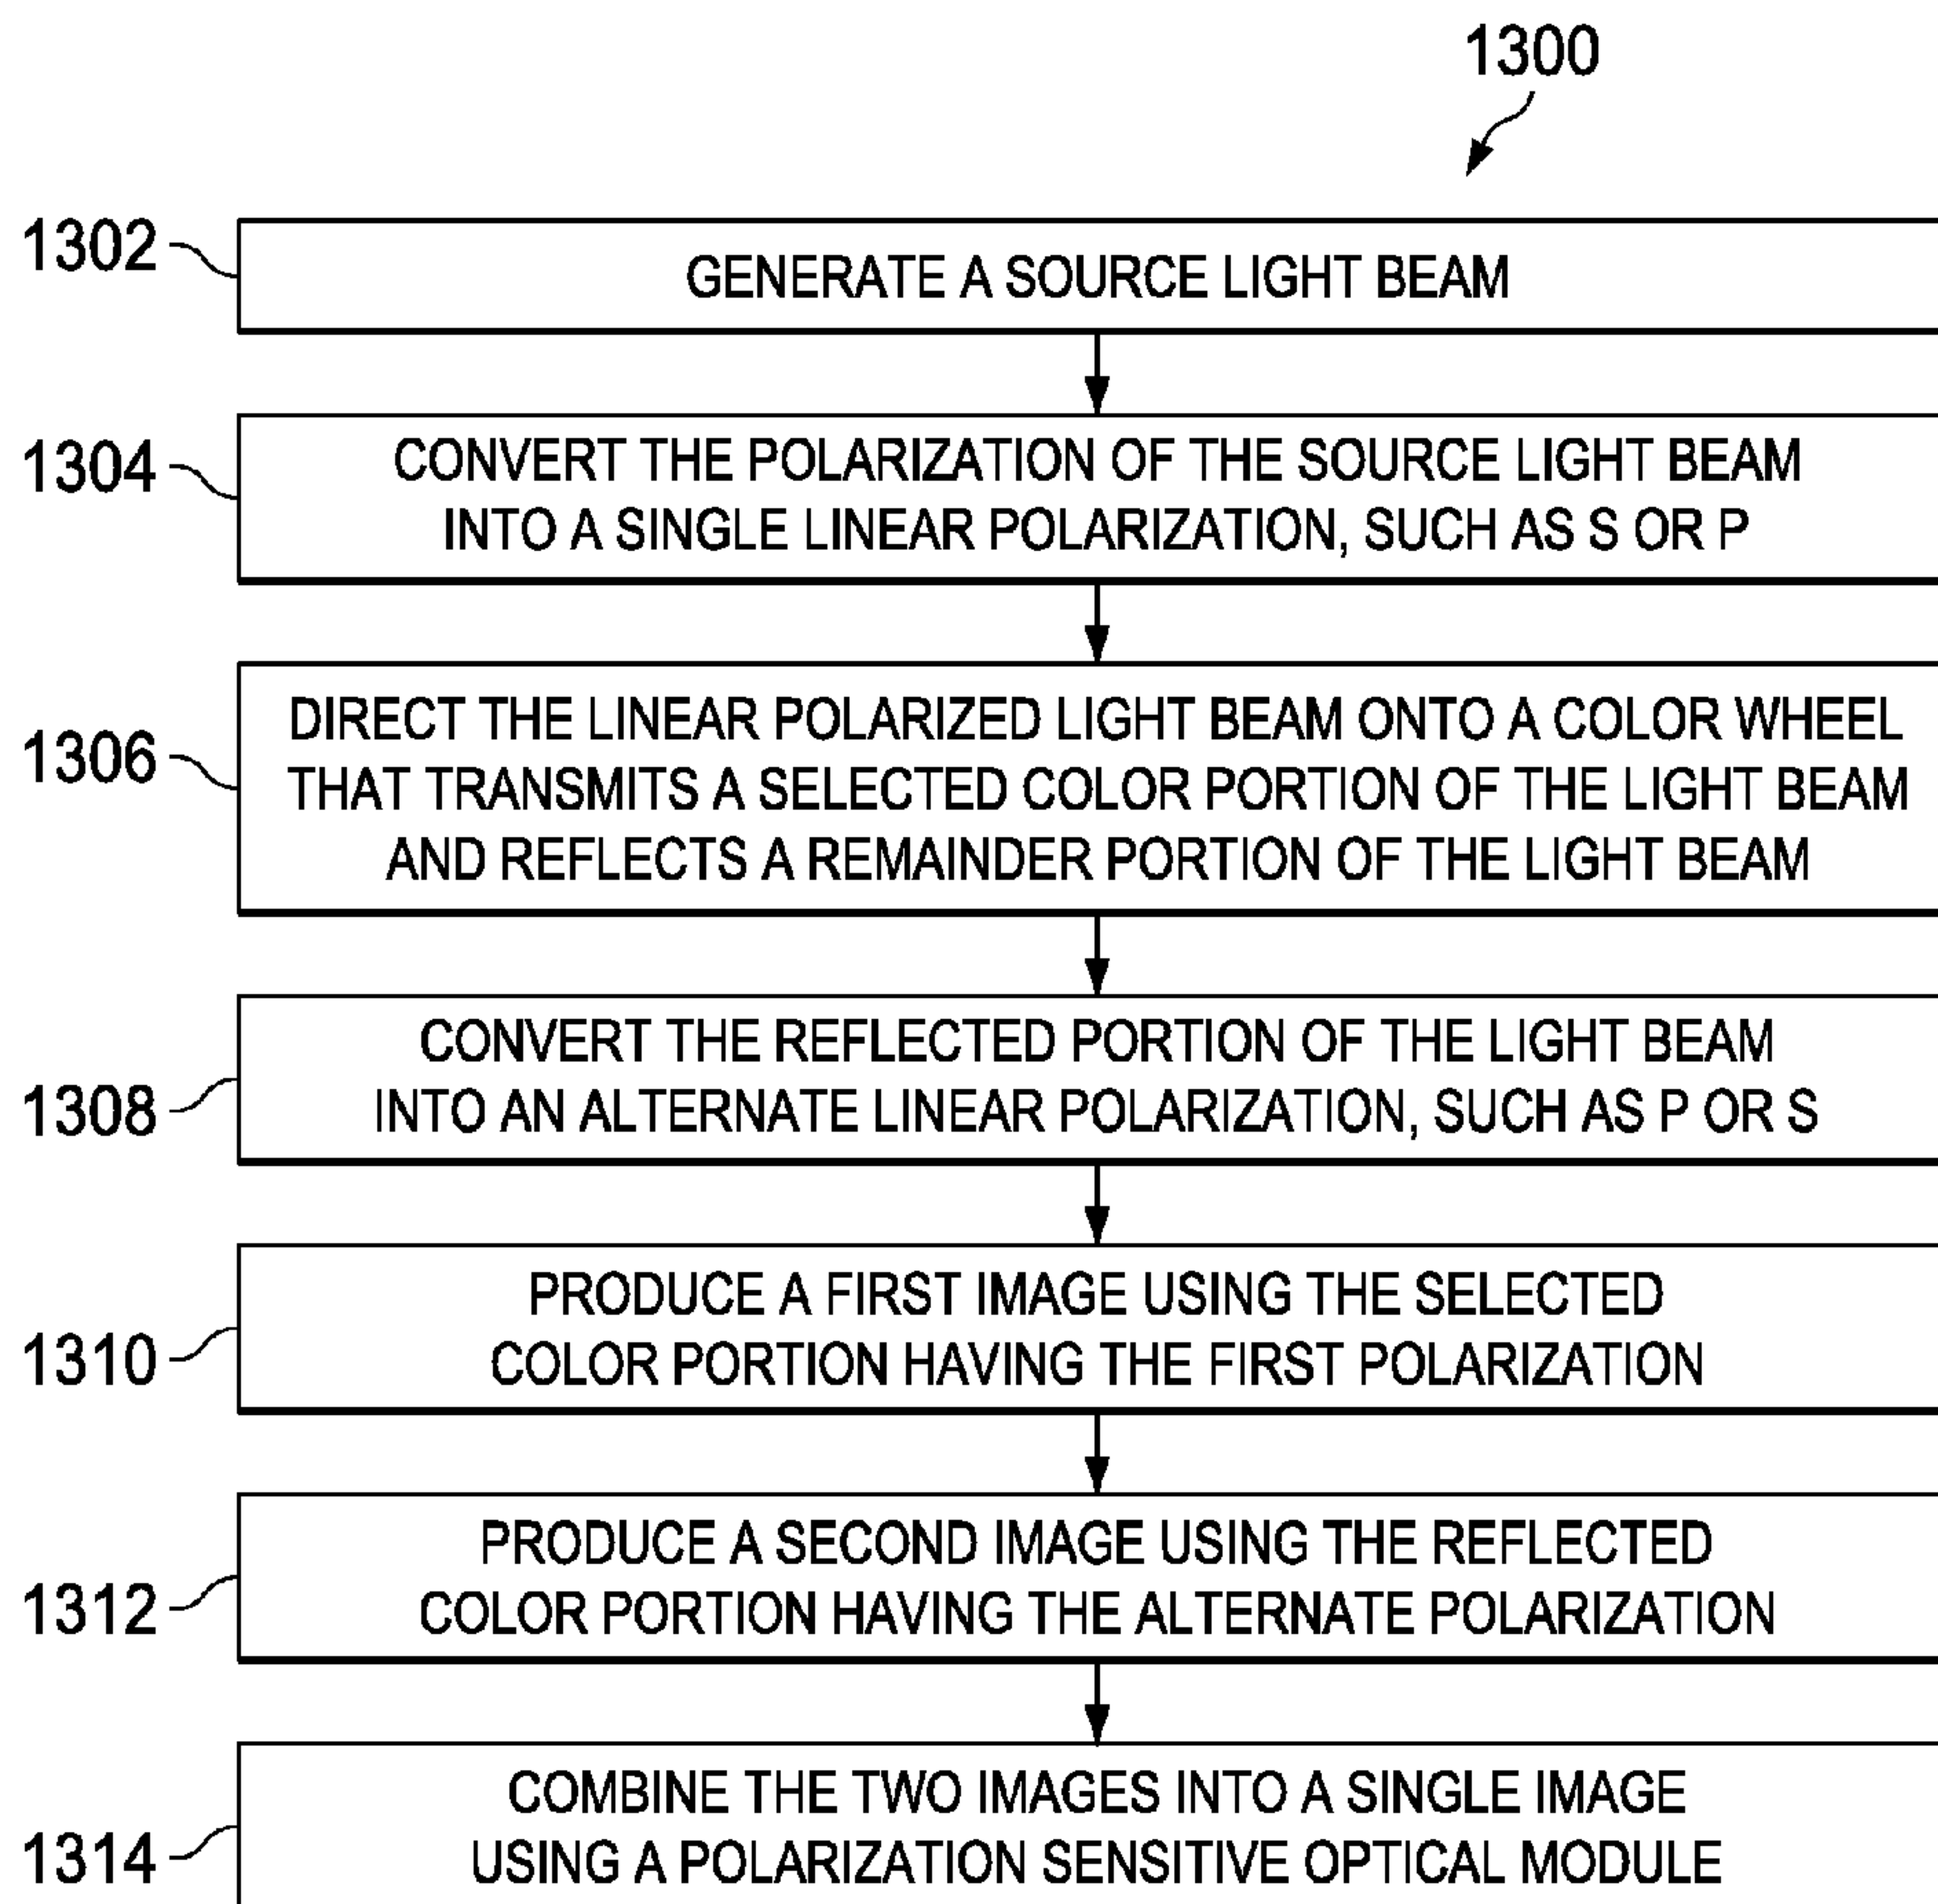 1300
1302
GENERATE A SOURCE LIGHT BEAM
1304
CONVERT THE POLARIZATION OF THE SOURCE LIGHT BEAM
INTO A SINGLE LINEAR POLARIZATION, SUCH AS S OR P
1306
DIRECT THE LINEAR POLARIZED LIGHT BEAM ONTO A COLOR WHEEL
THAT TRANSMITS A SELECTED COLOR PORTION OF THE LIGHT BEAM
AND REFLECTS A REMAINDER PORTION OF THE LIGHT BEAM
1308
CONVERT THE REFLECTED PORTION OF THE LIGHT BEAM
INTO AN ALTERNATE LINEAR POLARIZATION, SUCH AS P OR S
1310
PRODUCE A FIRST IMAGE USING THE SELECTED
COLOR PORTION HAVING THE FIRST POLARIZATION
1312
PRODUCE A SECOND IMAGE USING THE REFLECTED
COLOR PORTION HAVING THE ALTERNATE POLARIZATION
1314
COMBINE THE TWO IMAGES INTO A SINGLE IMAGE
USING A POLARIZATION SENSITIVE OPTICAL MODULE